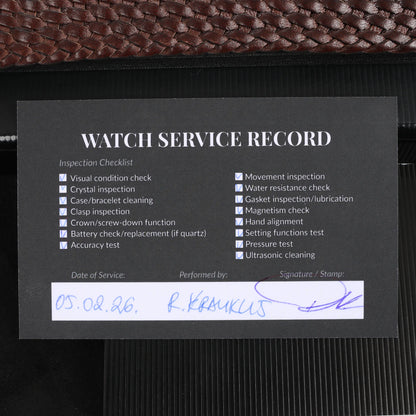 WATCH SERVICE RECORD
Inspection Checklist
Visual condition check
Crystal inspection
Case/bracelet cleaning
Clasp inspection
Crown/screw-down function
Battery check/replacement (if quartz)
Accuracy test
Movement inspection
Water resistance check
Gasket inspection/lubrication
Magnetism check
Hand alignment
Setting functions test
Pressure test
Ultrasonic cleaning
Date of Service: Performed by: Signature / Stamp:
05.02.26. R.